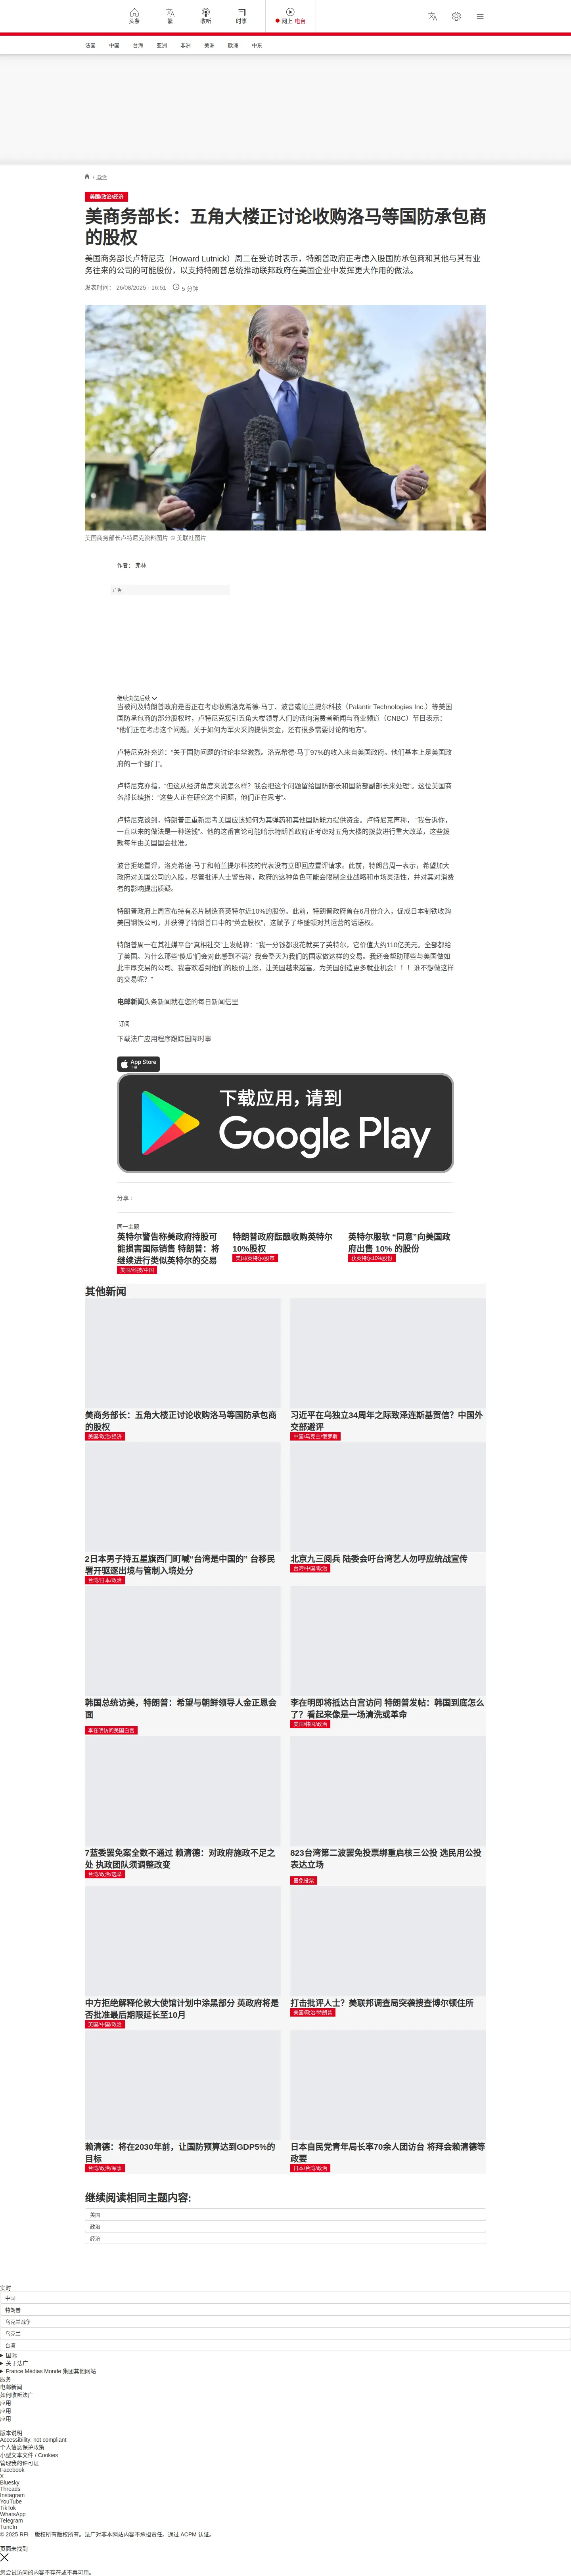 头条
繁
收听
时事
网上 电台
法国 中国 台海 亚洲 非洲 美洲 欧洲 中东
/ 政治
美国/政治/经济
美商务部长：五角大楼正讨论收购洛马等国防承包商
的股权
美国商务部长卢特尼克（Howard Lutnick）周二在受访时表示，特朗普政府正考虑入股国防承包商和其他与其有业
务往来的公司的可能股份，以支持特朗普总统推动联邦政府在美国企业中发挥更大作用的做法。
发表时间： 26/08/2025 - 16:51 5 分钟
美国商务部长卢特尼克资料图片 © 美联社图片
作者： 弗林
广告
继续浏览后续
当被问及特朗普政府是否正在考虑收购洛克希德·马丁、波音或帕兰提尔科技（Palantir Technologies Inc.）等美国
国防承包商的部分股权时，卢特尼克援引五角大楼领导人们的话向消费者新闻与商业频道（CNBC）节目表示：
“他们正在考虑这个问题。关于如何为军火采购提供资金，还有很多需要讨论的地方”。
卢特尼克补充道：“关于国防问题的讨论非常激烈。洛克希德·马丁97%的收入来自美国政府。他们基本上是美国政
府的一个部门”。
卢特尼克亦指，“但这从经济角度来说怎么样？我会把这个问题留给国防部长和国防部副部长来处理”。这位美国商
务部长续指：“这些人正在研究这个问题，他们正在思考”。
卢特尼克谈到，特朗普正重新思考美国应该如何为其弹药和其他国防能力提供资金。卢特尼克声称， “我告诉你，
一直以来的做法是一种送钱”。他的这番言论可能暗示特朗普政府正考虑对五角大楼的拨款进行重大改革，这些拨
款每年由美国国会批准。
波音拒绝置评，洛克希德·马丁和帕兰提尔科技的代表没有立即回应置评请求。此前，特朗普周一表示，希望加大
政府对美国公司的入股，尽管批评人士警告称，政府的这种角色可能会限制企业战略和市场灵活性，并对其对消费
者的影响提出质疑。
特朗普政府上周宣布持有芯片制造商英特尔近10%的股份。此前，特朗普政府曾在6月份介入，促成日本制铁收购
美国钢铁公司，并获得了特朗普口中的“黄金股权”，这赋予了华盛顿对其运营的话语权。
特朗普周一在其社媒平台“真相社交”上发帖称：“我一分钱都没花就买了英特尔，它价值大约110亿美元。全部都给
了美国。为什么那些‘傻瓜’们会对此感到不满？我会整天为我们的国家做这样的交易。我还会帮助那些与美国做如
此丰厚交易的公司。我喜欢看到他们的股价上涨，让美国越来越富。为美国创造更多就业机会！！！谁不想做这样
的交易呢？”
电邮新闻头条新闻就在您的每日新闻信里
订阅
下载法广应用程序跟踪国际时事
App Store
下载
下载应用，请到
Google Play
分享 :
同一主题
英特尔警告称美政府持股可
能损害国际销售 特朗普：将
继续进行类似英特尔的交易
美国/科技/中国
特朗普政府酝酿收购英特尔
10%股权
美国/英特尔/股市
英特尔服软 “同意”向美国政
府出售 10% 的股份
获英特尔10%股份
其他新闻
美商务部长：五角大楼正讨论收购洛马等国防承包商
的股权
美国/政治/经济
习近平在乌独立34周年之际致泽连斯基贺信？中国外
交部避评
中国/乌克兰/俄罗斯
2日本男子持五星旗西门町喊“台湾是中国的” 台移民
署开驱逐出境与管制入境处分
台湾/日本/政治
北京九三阅兵 陆委会吁台湾艺人勿呼应统战宣传
台湾/中国/政治
韩国总统访美，特朗普：希望与朝鲜领导人金正恩会
面
李在明访问美国白宫
李在明即将抵达白宫访问 特朗普发帖：韩国到底怎么
了？看起来像是一场清洗或革命
美国/韩国/政治
7蓝委罢免案全数不通过 赖清德：对政府施政不足之
处 执政团队须调整改变
台湾/政治/选举
823台湾第二波罢免投票绑重启核三公投 选民用公投
表达立场
罢免投票
中方拒绝解释伦敦大使馆计划中涂黑部分 英政府将是
否批准最后期限延长至10月
英国/中国/政治
打击批评人士？美联邦调查局突袭搜查博尔顿住所
美国/政治/特朗普
赖清德：将在2030年前，让国防预算达到GDP5%的
目标
台湾/政治/军事
日本自民党青年局长率70余人团访台 将拜会赖清德等
政要
日本/台湾/政治
继续阅读相同主题内容:
美国
政治
经济
实时
中国
特朗普
乌克兰战争
乌克兰
台湾
国际
关于法广
France Médias Monde 集团其他网站
服务
电邮新闻
如何收听法广
应用
应用
应用
版本说明
Accessibility: not compliant
个人信息保护政策
小型文本文件 / Cookies
管理我的许可证
Facebook
X
Bluesky
Threads
Instagram
YouTube
TikTok
WhatsApp
Telegram
TuneIn
© 2025 RFI – 版权所有版权所有。法广对非本网站内容不承担责任。通过 ACPM 认证。
页面未找到
您尝试访问的内容不存在或不再可用。